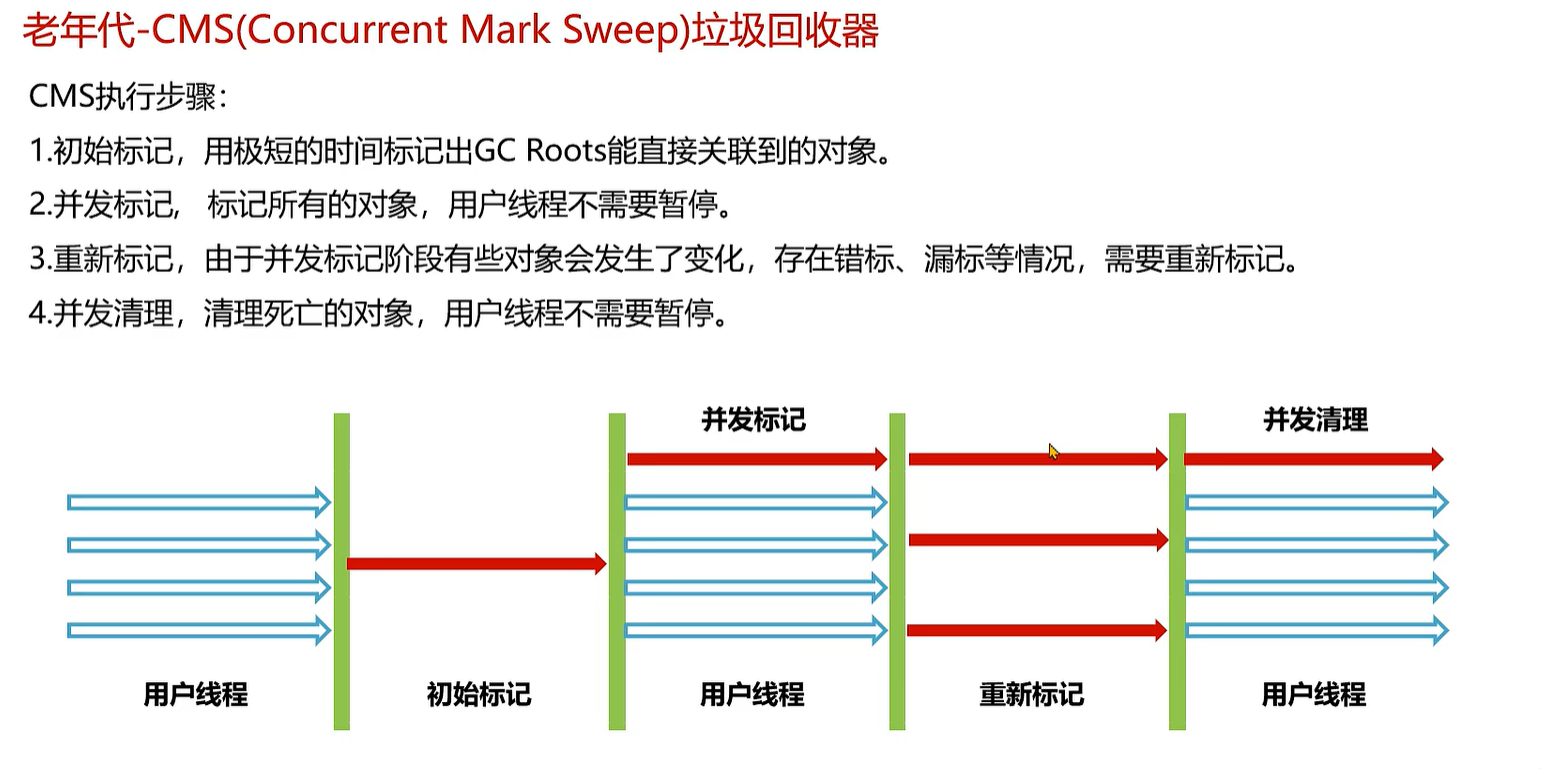 老年代-CMS(Concurrent Mark Sweep)垃圾回收器
CMS执行步骤：
1.初始标记，用极短的时间标记出GC Roots能直接关联到的对象。
2.并发标记， 标记所有的对象，用户线程不需要暂停。
3.重新标记，由于并发标记阶段有些对象会发生了变化，存在错标、漏标等情况，需要重新标记。
4.并发清理，清理死亡的对象，用户线程不需要暂停。
并发标记
并发清理
用户线程
初始标记
用户线程
重新标记
用户线程